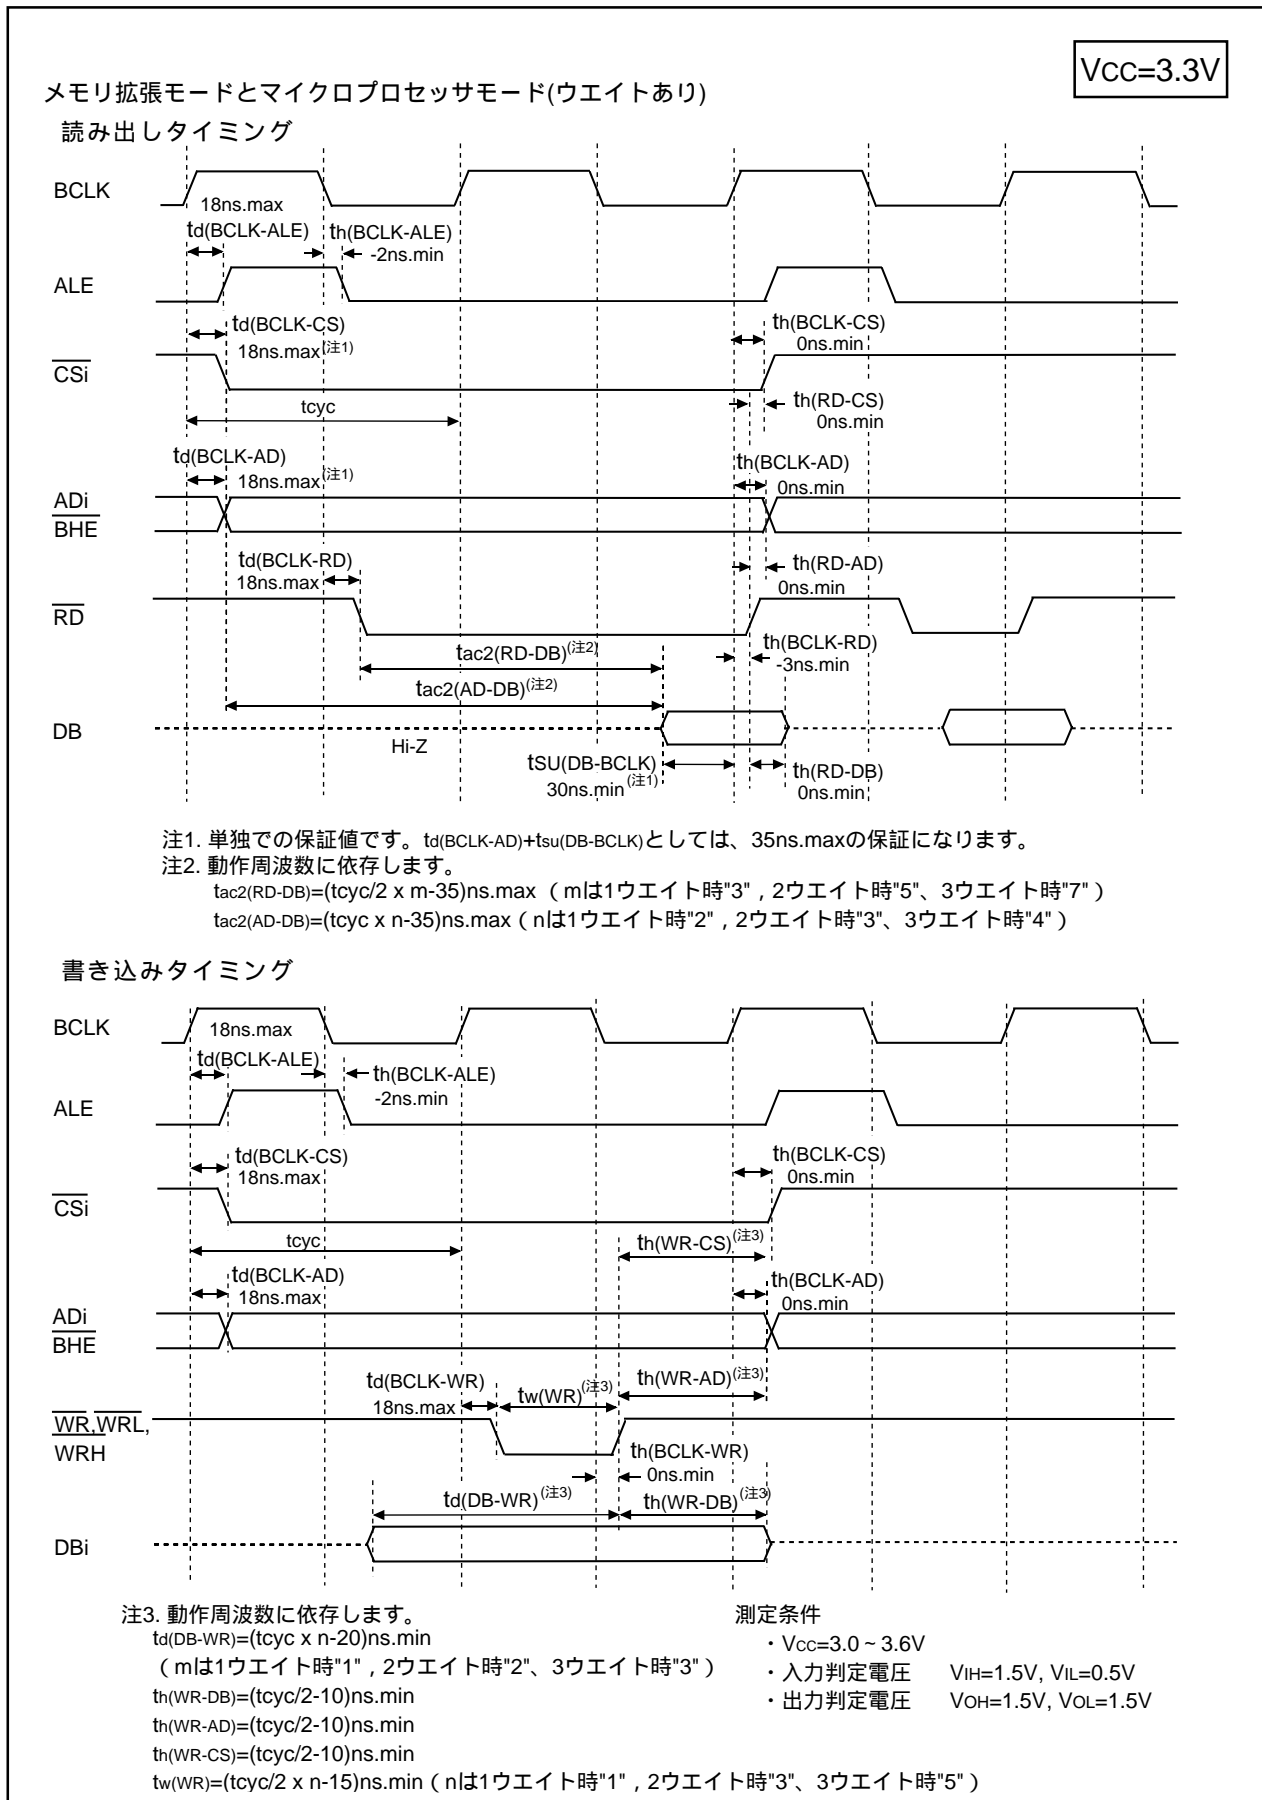 VCC=3.3V
メモリ拡張モードとマイクロプロセッサモード(ウエイトあり)
読み出しタイミング
BCLK
18ns.max
td(BCLK-ALE)
th(BCLK-ALE)
-2ns.min
ALE
td(BCLK-CS)
18ns.max(注1)
th(BCLK-CS)
0ns.min
CSi
tcyc
th(RD-CS)
0ns.min
td(BCLK-AD)
18ns.max(注1)
th(BCLK-AD)
0ns.min
ADi
BHE
td(BCLK-RD)
18ns.max
th(RD-AD)
0ns.min
RD
tac2(RD-DB)(注2)
th(BCLK-RD)
-3ns.min
tac2(AD-DB)(注2)
DB
Hi-Z
tSU(DB-BCLK)
30ns.min(注1)
th(RD-DB)
0ns.min
注1. 単独での保証値です。td(BCLK-AD)+tsu(DB-BCLK)としては、35ns.maxの保証になります。
注2. 動作周波数に依存します。
tac2(RD-DB)=(tcyc/2 x m-35)ns.max（mは1ウエイト時"3"，2ウエイト時"5"、3ウエイト時"7"）
tac2(AD-DB)=(tcyc x n-35)ns.max（nは1ウエイト時"2"，2ウエイト時"3"、3ウエイト時"4"）
書き込みタイミング
BCLK
18ns.max
td(BCLK-ALE)
th(BCLK-ALE)
-2ns.min
ALE
td(BCLK-CS)
18ns.max
th(BCLK-CS)
0ns.min
CSi
tcyc
th(WR-CS)(注3)
td(BCLK-AD)
18ns.max
th(BCLK-AD)
0ns.min
ADi
BHE
td(BCLK-WR)
18ns.max
tw(WR)(注3)
th(WR-AD)(注3)
WR,WRL,
WRH
th(BCLK-WR)
0ns.min
td(DB-WR)(注3)
th(WR-DB)(注3)
DBi
注3. 動作周波数に依存します。
td(DB-WR)=(tcyc x n-20)ns.min
（mは1ウエイト時"1"，2ウエイト時"2"、3ウエイト時"3"）
th(WR-DB)=(tcyc/2-10)ns.min
th(WR-AD)=(tcyc/2-10)ns.min
th(WR-CS)=(tcyc/2-10)ns.min
tw(WR)=(tcyc/2 x n-15)ns.min（nは1ウエイト時"1"，2ウエイト時"3"、3ウエイト時"5"）
測定条件
・VCC=3.0～3.6V
・入力判定電圧 VIH=1.5V, VIL=0.5V
・出力判定電圧 VOH=1.5V, VOL=1.5V